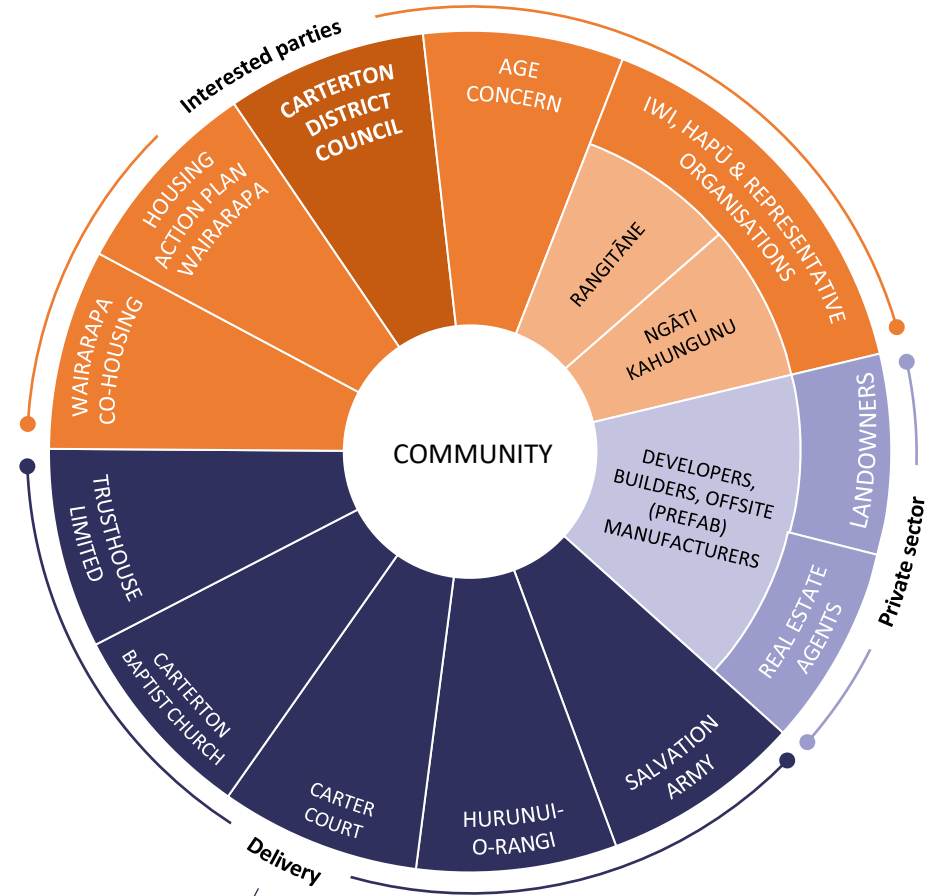 Interested parties
CARTERTON
DISTRICT
COUNCIL
AGE
CONCERN
IWI, HAPŪ & REPRESENTATIVE
ORGANISATIONS
RANGITĀNE
NGĀTI
KAHUNGUNU
HOUSING
ACTION PLAN
WAIRARAPA
WAIRARAPA
CO-HOUSING
COMMUNITY
DEVELOPERS,
BUILDERS, OFFSITE
(PREFAB)
MANUFACTURERS
LANDOWNERS
REAL ESTATE
AGENTS
Private sector
TRUSTHOUSE
LIMITED
CARTERTON
BAPTIST CHURCH
CARTER
COURT
HURUNUI-
O-RANGI
SALVATION
ARMY
Delivery